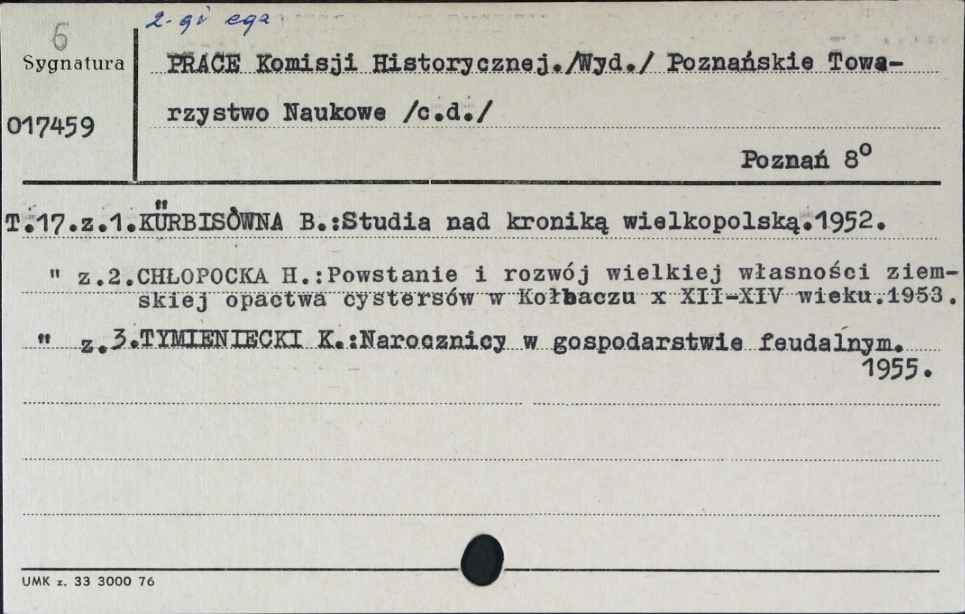 6
2-gi egz
Sygnatura
PRACE Komisji Historycznej./Wyd./ Poznańskie Towa-
017459
rzystwo Naukowe /c.d./
Poznań 8°
T.17.z.1.KÜRBISÓWNA B.:Studia nad kroniką wielkopolską.1952.
" z.2.CHŁOPOCKA H.:Powstanie i rozwój wielkiej własności ziem-
skiej opactwa cystersów w Kołbaczu x XII-XIV wieku.1953.
" z.3.TYMIENIECKI K.:Narocznicy w gospodarstwie feudalnym.
1955.
UMK z. 33 3000 76